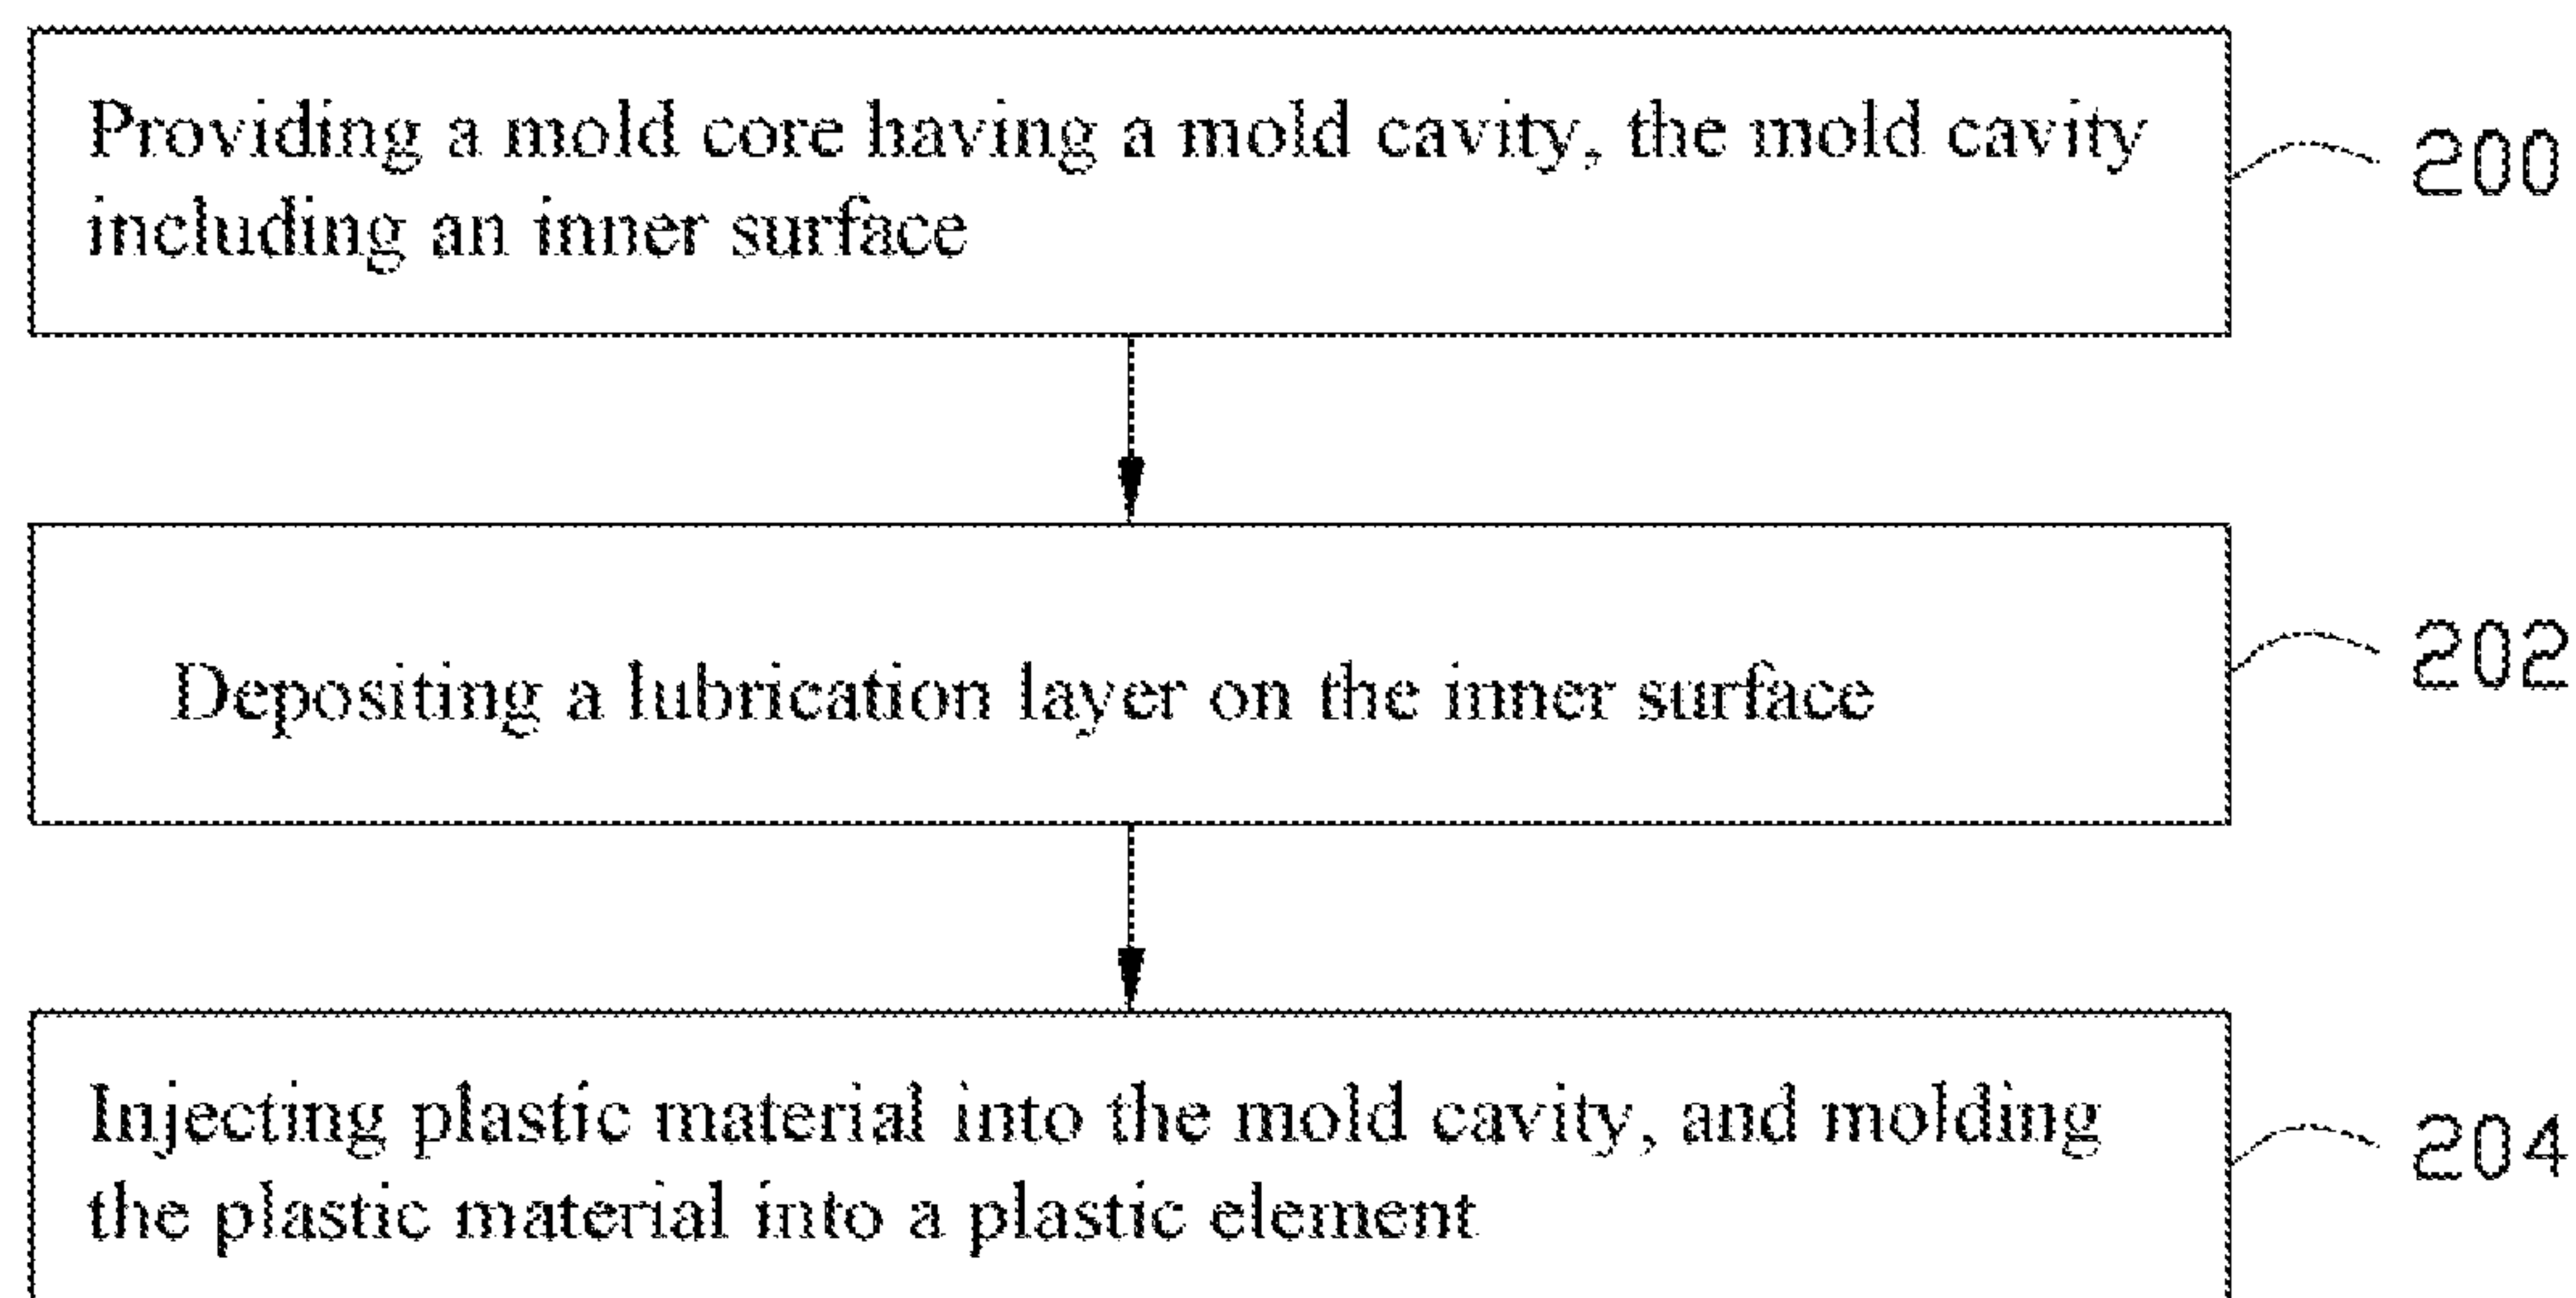 Providing a mold core having a mold cavity, the mold cavity
including an inner surface
200
Depositing a lubrication layer on the inner surface
202
Injecting plastic material into the mold cavity, and molding
the plastic material into a plastic element
204